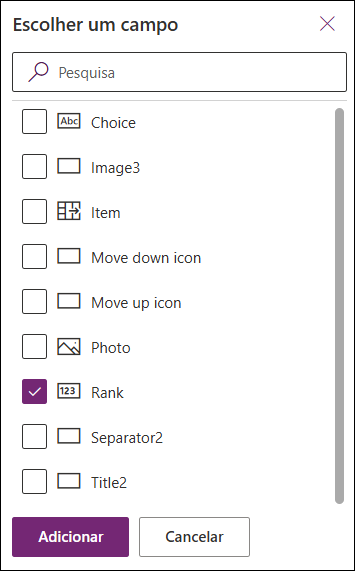 Escolher um campo
Pesquisa
Abc Choice
Image3
Item
Move down icon
Move up icon
Photo
123 Rank
Separator2
Title2
Adicionar Cancelar